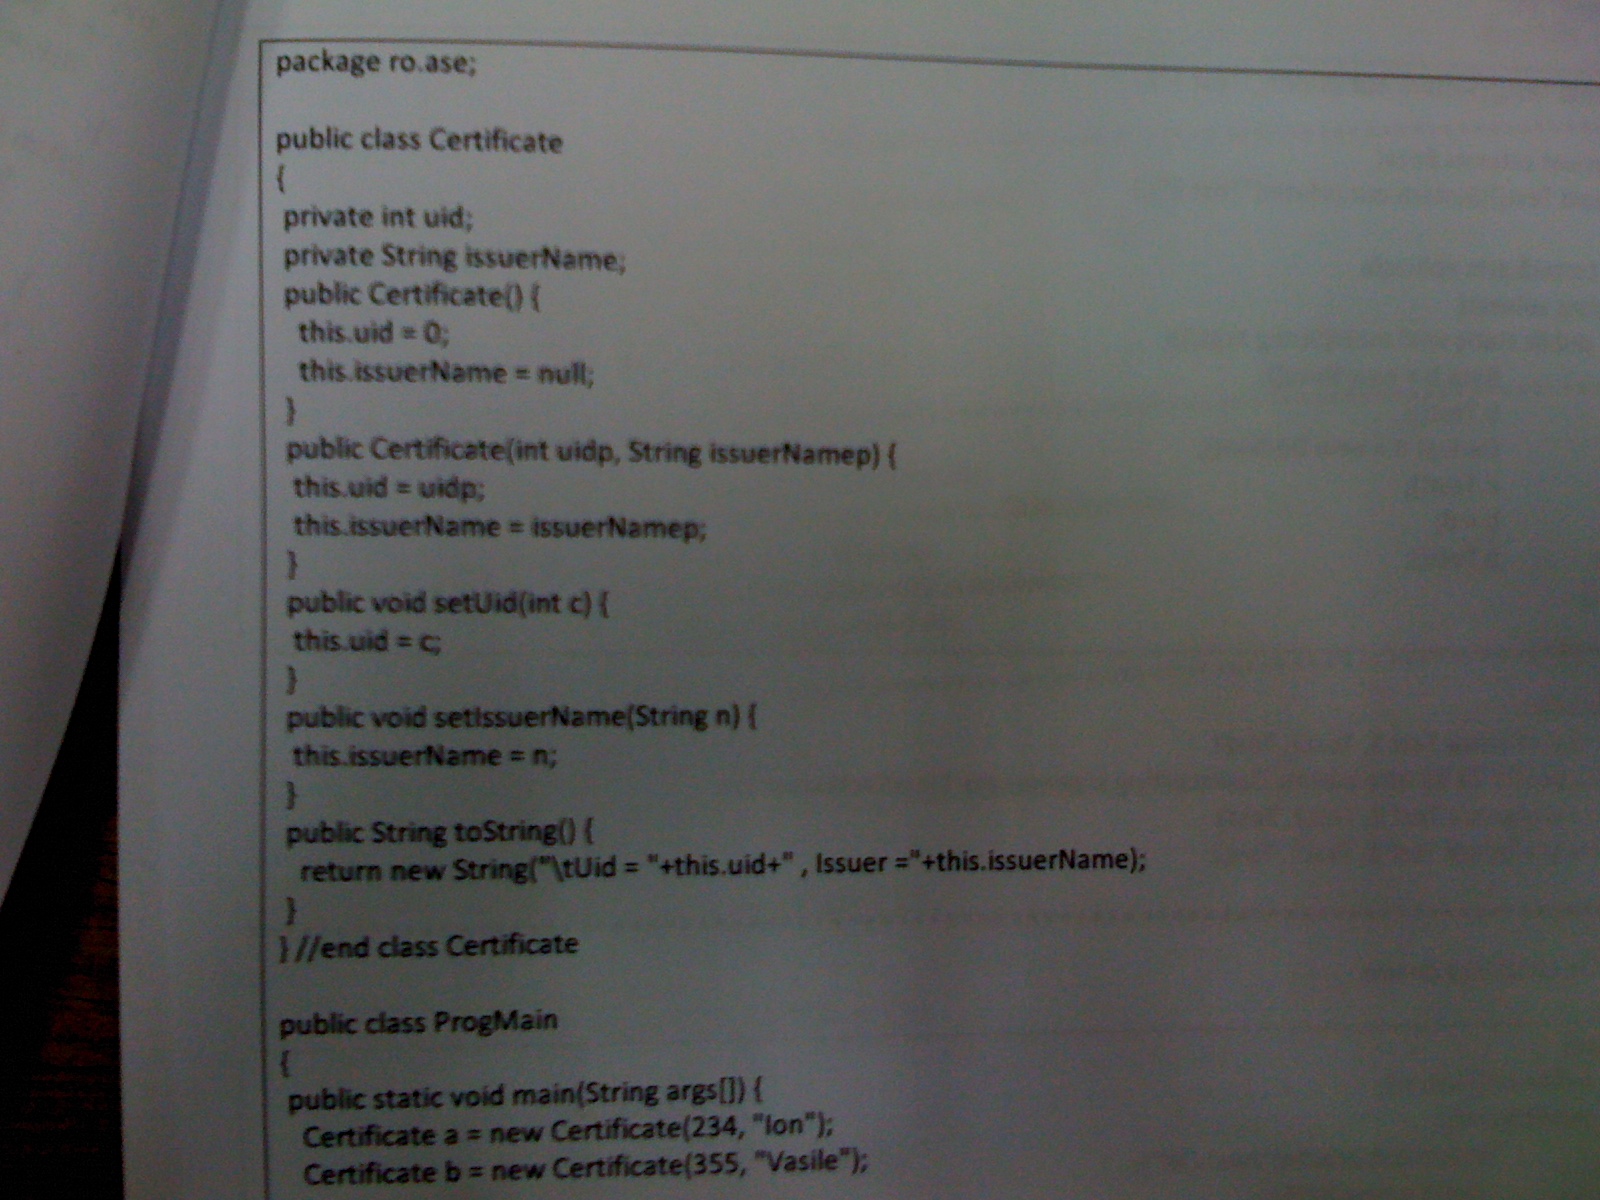 package ro.ase;
public class Certificate
{
private int uid;
private String issuerName;
public Certificate() {
this.uid = 0;
this.issuerName = null;
}
public Certificate(int uidp, String issuerNamep) {
this.uid = uidp;
this.issuerName = issuerNamep;
}
public void setUid(int c) {
this.uid = c;
}
public void setIssuerName(String n) {
this.issuerName = n;
}
public String toString() {
return new String("\tUid = "+this.uid+" , Issuer ="+this.issuerName);
}
} //end class Certificate
public class ProgMain
{
public static void main(String args[]) {
Certificate a = new Certificate(234, "Ion");
Certificate b = new Certificate(355, "Vasile");